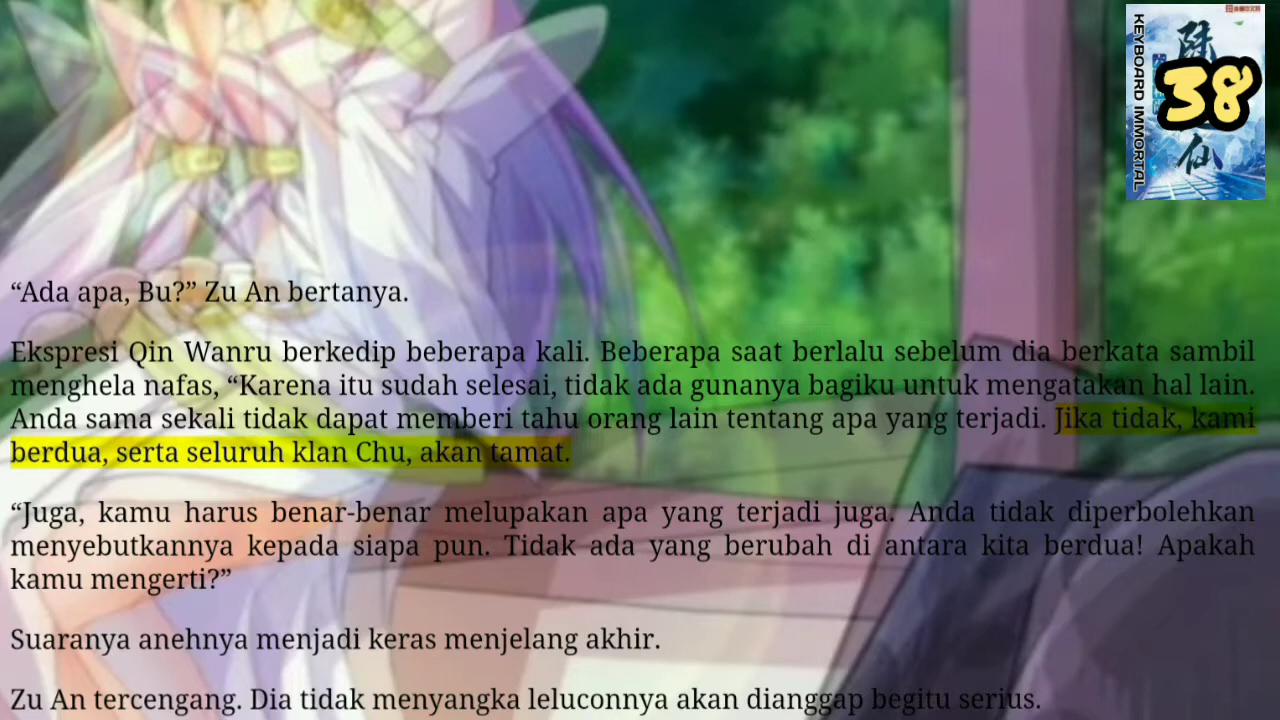 KEYBOARD IMMORTAL
38
“Ada apa, Bu?” Zu An bertanya.
Ekspresi Qin Wanru berkedip beberapa kali. Beberapa saat berlalu sebelum dia berkata sambil
menghela nafas, “Karena itu sudah selesai, tidak ada gunanya bagiku untuk mengatakan hal lain.
Anda sama sekali tidak dapat memberi tahu orang lain tentang apa yang terjadi. Jika tidak, kami
berdua, serta seluruh klan Chu, akan tamat.
“Juga, kamu harus benar-benar melupakan apa yang terjadi juga. Anda tidak diperbolehkan
menyebutkannya kepada siapa pun. Tidak ada yang berubah di antara kita berdua! Apakah
kamu mengerti?”
Suaranya anehnya menjadi keras menjelang akhir.
Zu An tercengang. Dia tidak menyangka leluconnya akan dianggap begitu serius.